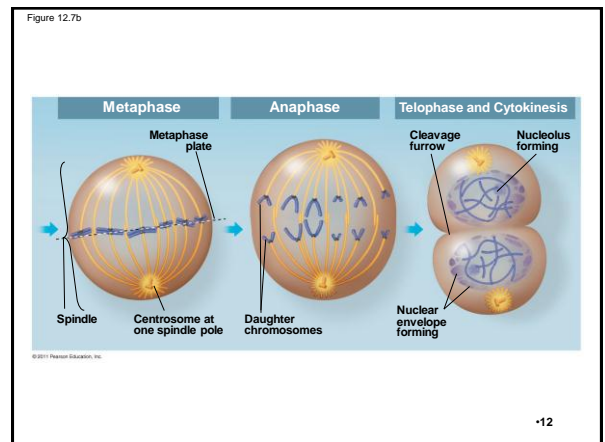 Figure 12.7b
Metaphase
Anaphase
Telophase and Cytokinesis
Metaphase
plate
Cleavage
furrow
Nucleolus
forming
Spindle
Centrosome at
one spindle pole
Daughter
chromosomes
Nuclear
envelope
forming
© 2011 Pearson Education, Inc.
•12